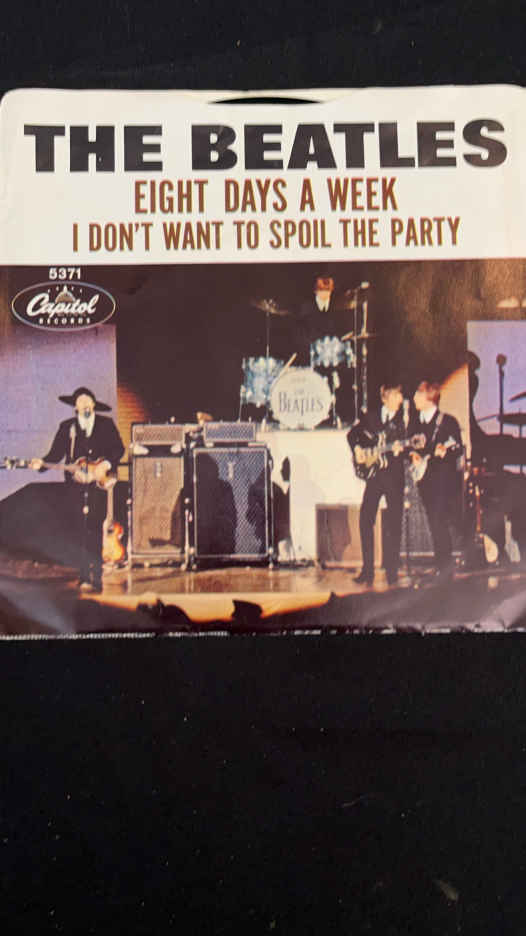 THE BEATLES
EIGHT DAYS A WEEK
I DON'T WANT TO SPOIL THE PARTY
5371
Capitol
RECORDS
THE
BEATLES